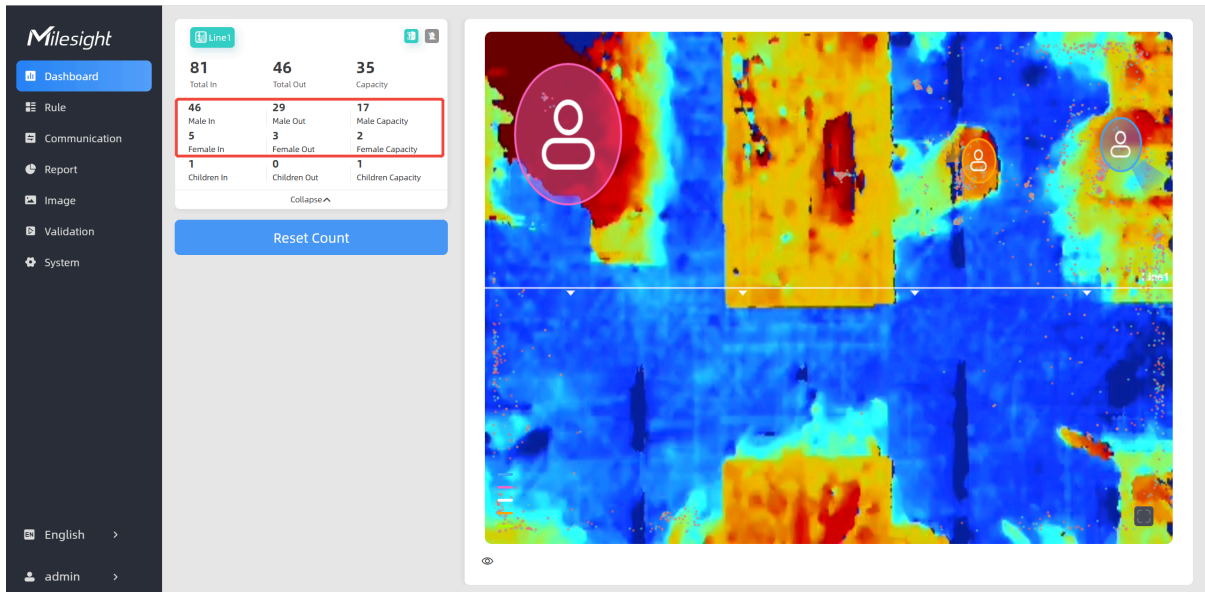 Milesight
Dashboard
Rule
Communication
Report
Image
Validation
System
English
admin
Line1
81 46 35
Total In Total Out Capacity
46 29 17
Male In Male Out Male Capacity
5 3 2
Female In Female Out Female Capacity
1 0 1
Children In Children Out Children Capacity
Collapse
Reset Count
Line1